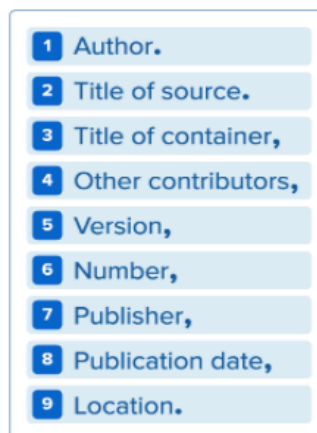 1 Author.
2 Title of source.
3 Title of container,
4 Other contributors,
5 Version,
6 Number,
7 Publisher,
8 Publication date,
9 Location.